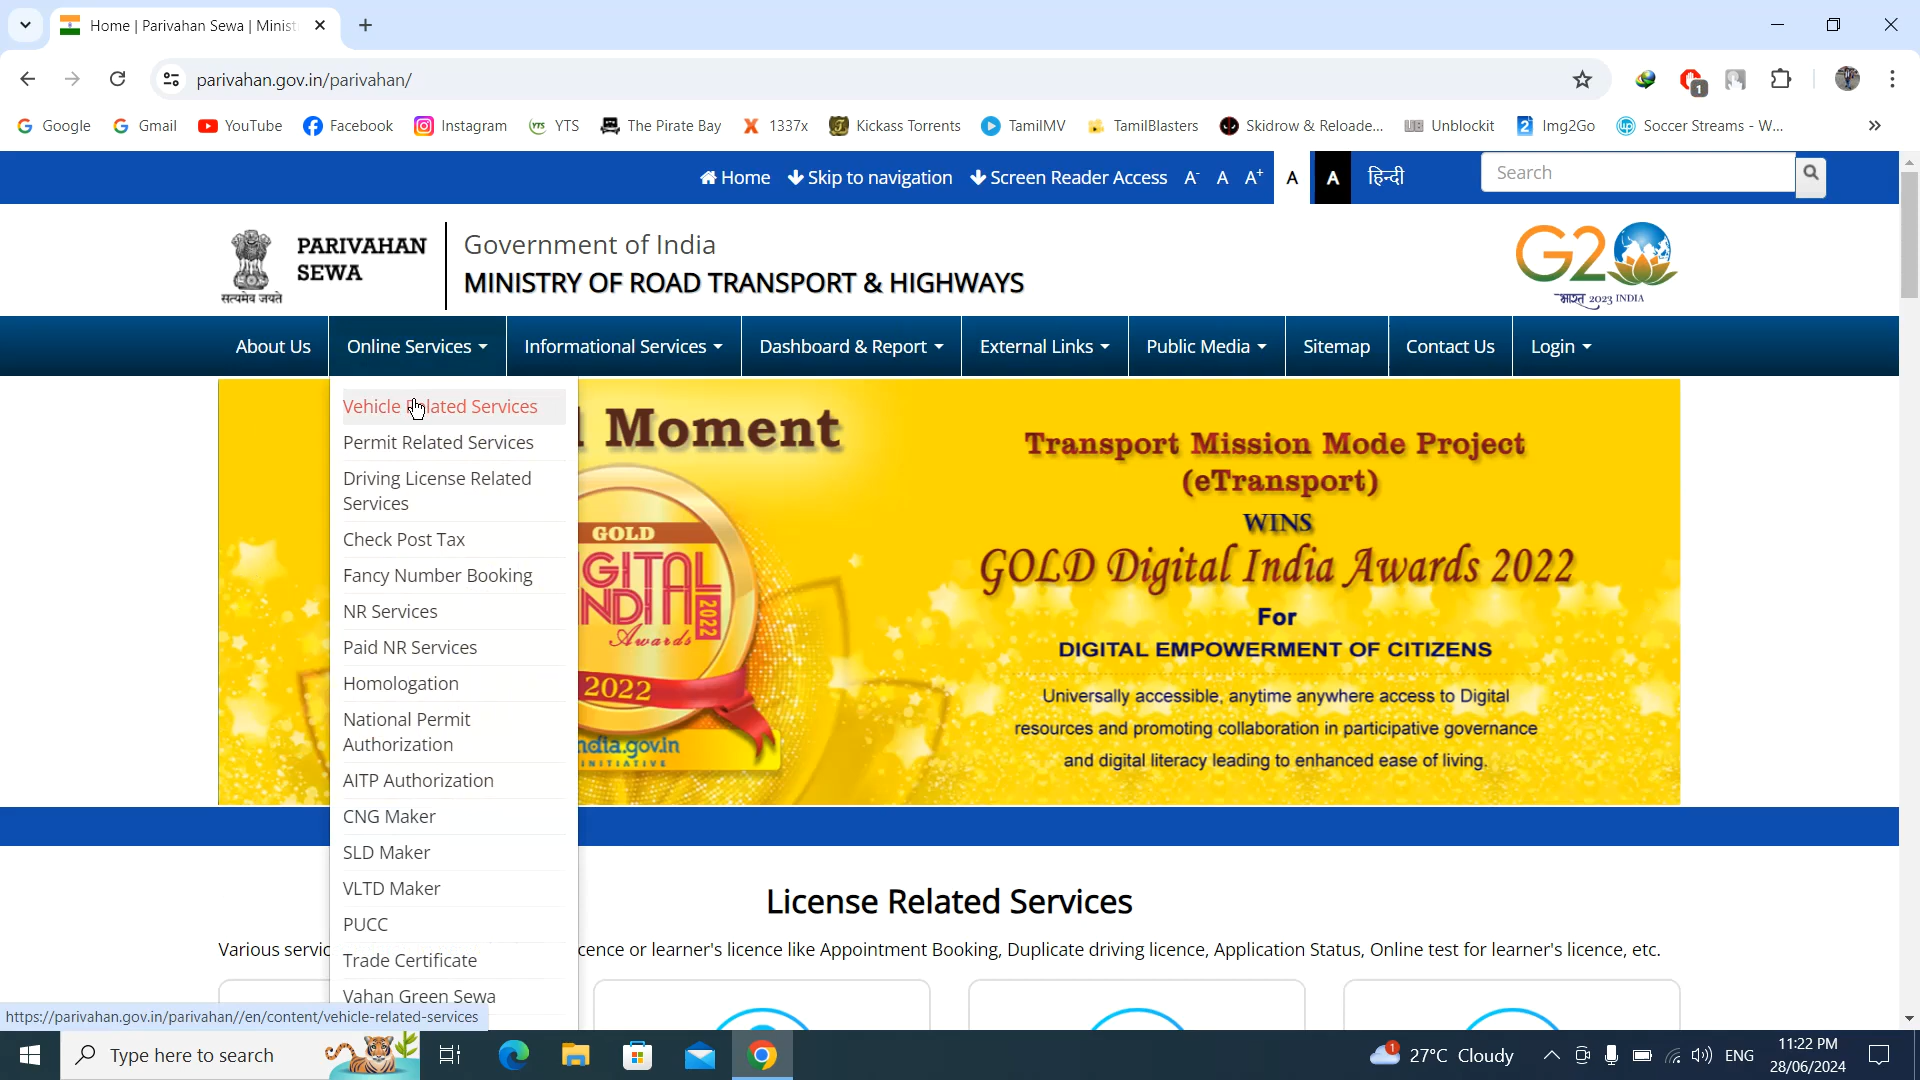 Home | Parivahan Sewa | Minist
parivahan.gov.in/parivahan/
1
Google Gmail YouTube Facebook Instagram YTS The Pirate Bay 1337x Kickass Torrents TamilMV TamilBlasters Skidrow & Reloade... Unblockit Img2Go Soccer Streams - W...
Home Skip to navigation Screen Reader Access A- A A+ A A हिन्दी Search
PARIVAHAN
SEWA
सत्यमेव जयते
Government of India
MINISTRY OF ROAD TRANSPORT & HIGHWAYS
G2
भारत 2023 INDIA
About Us Online Services Informational Services Dashboard & Report External Links Public Media Sitemap Contact Us Login
Vehicle Related Services
Permit Related Services
Driving License Related
Services
Check Post Tax
Fancy Number Booking
NR Services
Paid NR Services
Homologation
National Permit
Authorization
AITP Authorization
CNG Maker
SLD Maker
VLTD Maker
PUCC
Trade Certificate
Vahan Green Sewa
Moment
GOLD
2022
Awards
2022
Transport Mission Mode Project
(eTransport)
WINS
GOLD Digital India Awards 2022
For
DIGITAL EMPOWERMENT OF CITIZENS
Universally accessible, anytime anywhere access to Digital
resources and promoting collaboration in participative governance
and digital literacy leading to enhanced ease of living.
License Related Services
Various servic
cence or learner's licence like Appointment Booking, Duplicate driving licence, Application Status, Online test for learner's licence, etc.
https://parivahan.gov.in/parivahan//en/content/vehicle-related-services
Type here to search
1
27°C Cloudy
ENG
11:22 PM
28/06/2024